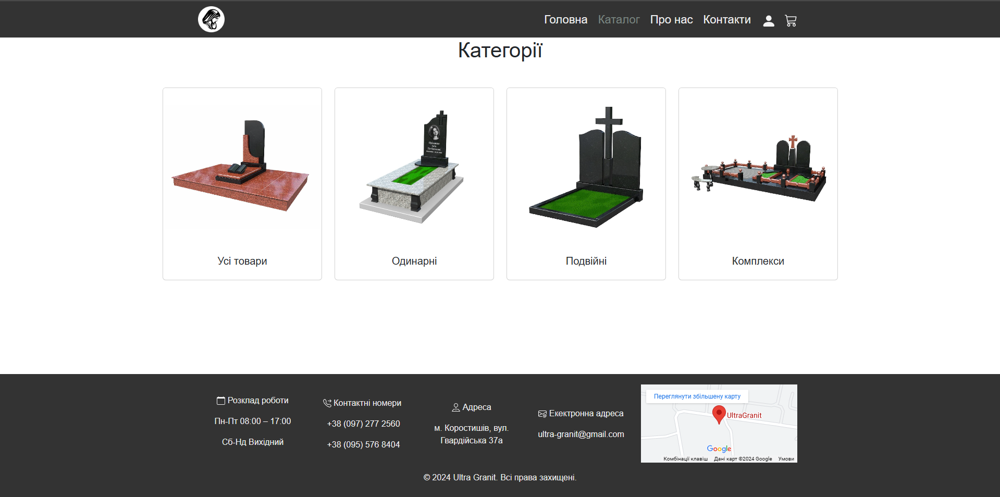 Головна Каталог Про нас Контакти
Категорії
Усі товари
Одинарні
Подвійні
Комплекси
Розклад роботи
Пн-Пт 08:00 – 17:00
Сб-Нд Вихідний
Контактні номери
+38 (097) 277 2560
+38 (095) 576 8404
Адреса
м. Коростишів, вул.
Гвардійська 37а
Екектронна адреса
ultra-granit@gmail.com
Переглянути збільшену карту
UltraGranit
Google
Комбінації клавіш Дані карт ©2024 Google Умови
© 2024 Ultra Granit. Всі права захищені.